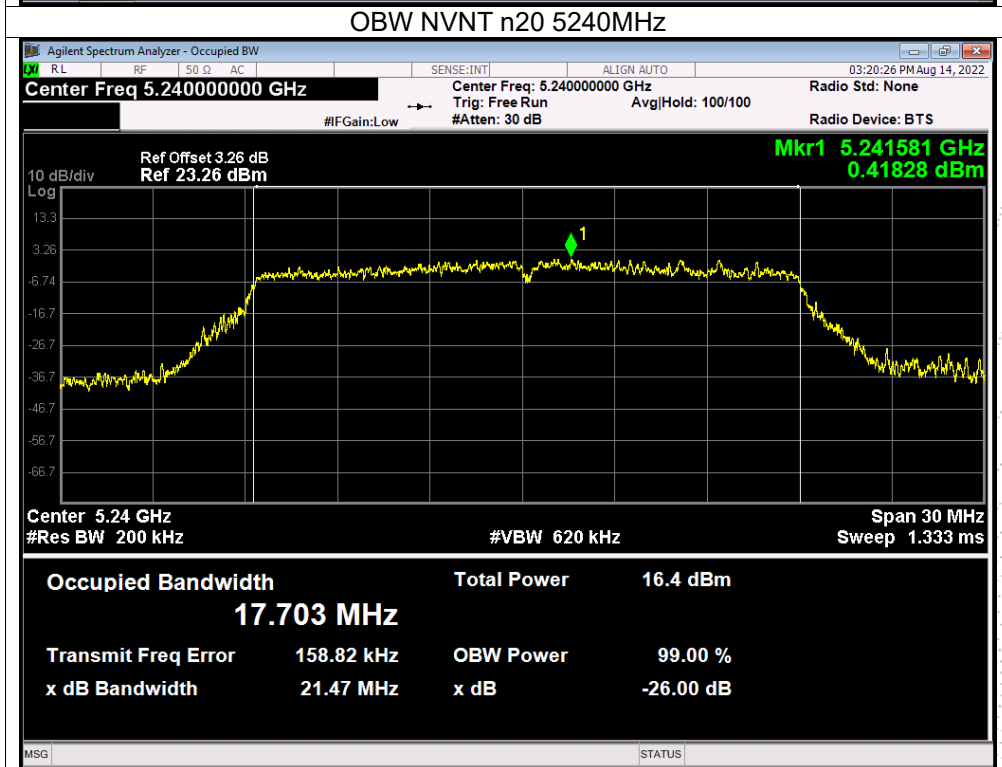 OBW NVNT n20 5240MHz
Agilent Spectrum Analyzer - Occupied BW
LXI RL RF 50 Ω AC SENSE:INT ALIGN AUTO 03:20:26 PM Aug 14, 2022
Center Freq 5.240000000 GHz Center Freq: 5.240000000 GHz Radio Std: None
Trig: Free Run Avg|Hold: 100/100
#IFGain:Low #Atten: 30 dB Radio Device: BTS
Mkr1 5.241581 GHz
0.41828 dBm
Ref Offset 3.26 dB
10 dB/div Ref 23.26 dBm
Log
13.3
1
3.26
-6.74
-16.7
-26.7
-36.7
-46.7
-56.7
-66.7
Center 5.24 GHz Span 30 MHz
#Res BW 200 kHz #VBW 620 kHz Sweep 1.333 ms
Occupied Bandwidth Total Power 16.4 dBm
17.703 MHz
Transmit Freq Error 158.82 kHz OBW Power 99.00 %
x dB Bandwidth 21.47 MHz x dB -26.00 dB
MSG STATUS